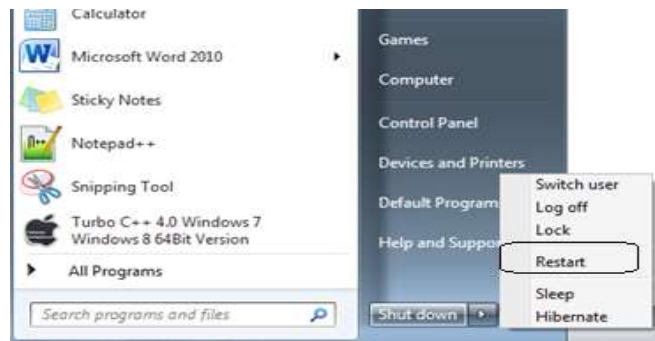 Calculator
Microsoft Word 2010
Sticky Notes
Notepad++
Snipping Tool
Turbo C++ 4.0 Windows 7
Windows 8 64Bit Version
All Programs
Search programs and files
Games
Computer
Control Panel
Devices and Printers
Default Program
Help and Suppo
Shut down
Switch user
Log off
Lock
Restart
Sleep
Hibernate